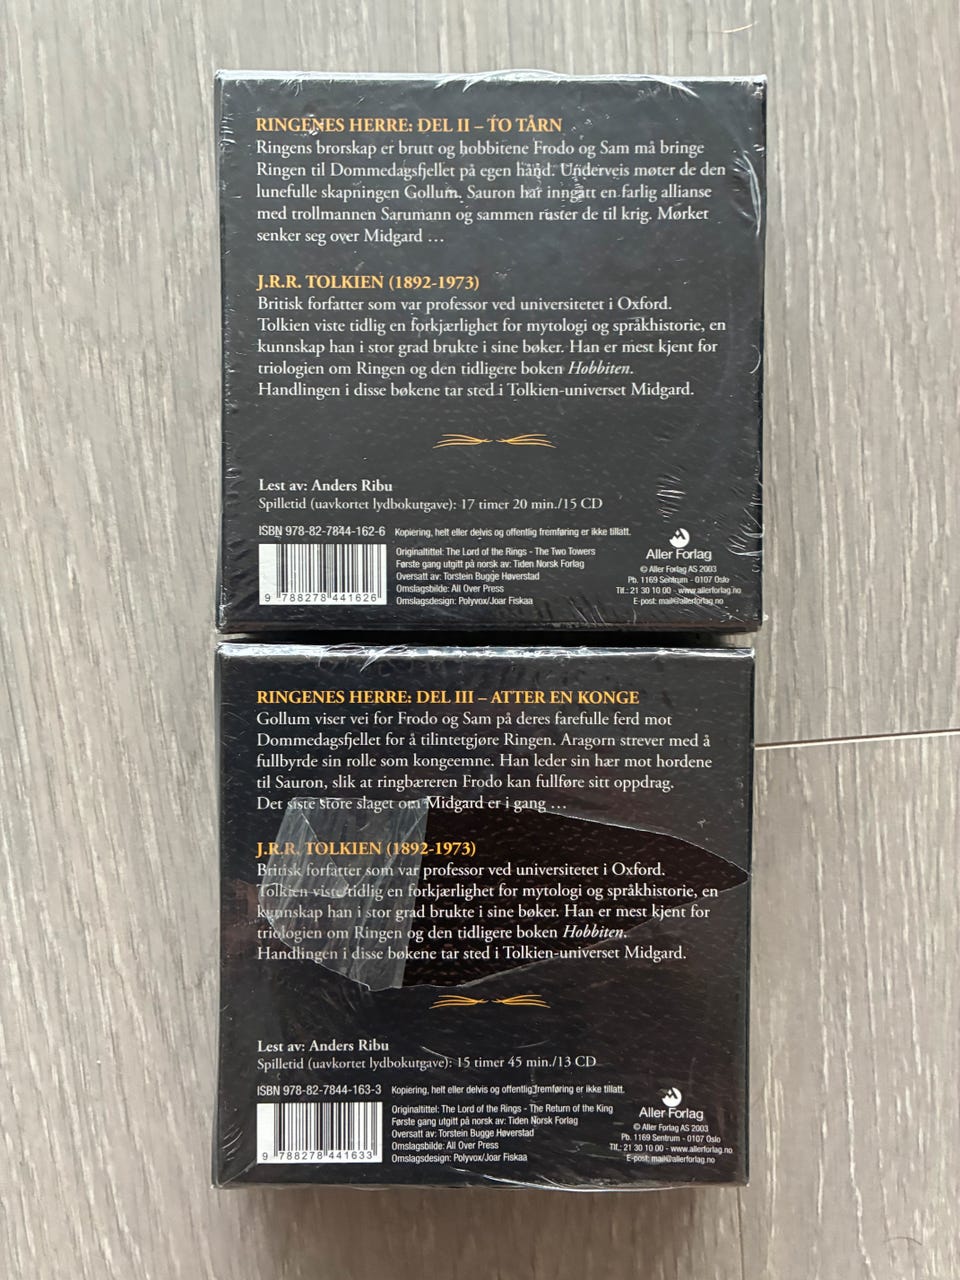 RINGENES HERRE: DEL II – TO TÅRN
Ringens brorskap er brutt og hobbitene Frodo og Sam må bringe
Ringen til Dommedagsfjellet på egen hånd. Underveis møter de den
lunefulle skapningen Gollum. Sauron har inngått en farlig allianse
med trollmannen Sarumann og sammen ruster de til krig. Mørket
senker seg over Midgard …
J.R.R. TOLKIEN (1892-1973)
Britisk forfatter som var professor ved universitetet i Oxford.
Tolkien viste tidlig en forkjærlighet for mytologi og språkhistorie, en
kunnskap han i stor grad brukte i sine bøker. Han er mest kjent for
triologien om Ringen og den tidligere boken Hobbiten.
Handlingen i disse bøkene tar sted i Tolkien-universet Midgard.
Lest av: Anders Ribu
Spilletid (uavkortet lydbokutgave): 17 timer 20 min./15 CD
ISBN 978-82-7844-162-6 Kopiering, helt eller delvis og offentlig fremføring er ikke tillatt.
Originaltittel: The Lord of the Rings - The Two Towers
Første gang utgitt på norsk av: Tiden Norsk Forlag
Oversatt av: Torstein Bugge Høverstad
Omslagsbilde: All Over Press
Omslagsdesign: Polyvox/Joar Fiskaa
9 788278 441626
Aller Forlag
© Aller Forlag AS 2003
Pb. 1169 Sentrum - 0107 Oslo
Tlf.: 21 30 10 00 - www.allerforlag.no
E-post: mail@allerforlag.no
RINGENES HERRE: DEL III – ATTER EN KONGE
Gollum viser vei for Frodo og Sam på deres farefulle ferd mot
Dommedagsfjellet for å tilintetgjøre Ringen. Aragorn strever med å
fullbyrde sin rolle som kongeemne. Han leder sin hær mot hordene
til Sauron, slik at ringbæreren Frodo kan fullføre sitt oppdrag.
Det siste store slaget om Midgard er i gang …
J.R.R. TOLKIEN (1892-1973)
Britisk forfatter som var professor ved universitetet i Oxford.
Tolkien viste tidlig en forkjærlighet for mytologi og språkhistorie, en
kunnskap han i stor grad brukte i sine bøker. Han er mest kjent for
triologien om Ringen og den tidligere boken Hobbiten.
Handlingen i disse bøkene tar sted i Tolkien-universet Midgard.
Lest av: Anders Ribu
Spilletid (uavkortet lydbokutgave): 15 timer 45 min./13 CD
ISBN 978-82-7844-163-3 Kopiering, helt eller delvis og offentlig fremføring er ikke tillatt.
Originaltittel: The Lord of the Rings - The Return of the King
Første gang utgitt på norsk av: Tiden Norsk Forlag
Oversatt av: Torstein Bugge Høverstad
Omslagsbilde: All Over Press
Omslagsdesign: Polyvox/Joar Fiskaa
9 788278 441633
Aller Forlag
© Aller Forlag AS 2003
Pb. 1169 Sentrum - 0107 Oslo
Tlf.: 21 30 10 00 - www.allerforlag.no
E-post: mail@allerforlag.no